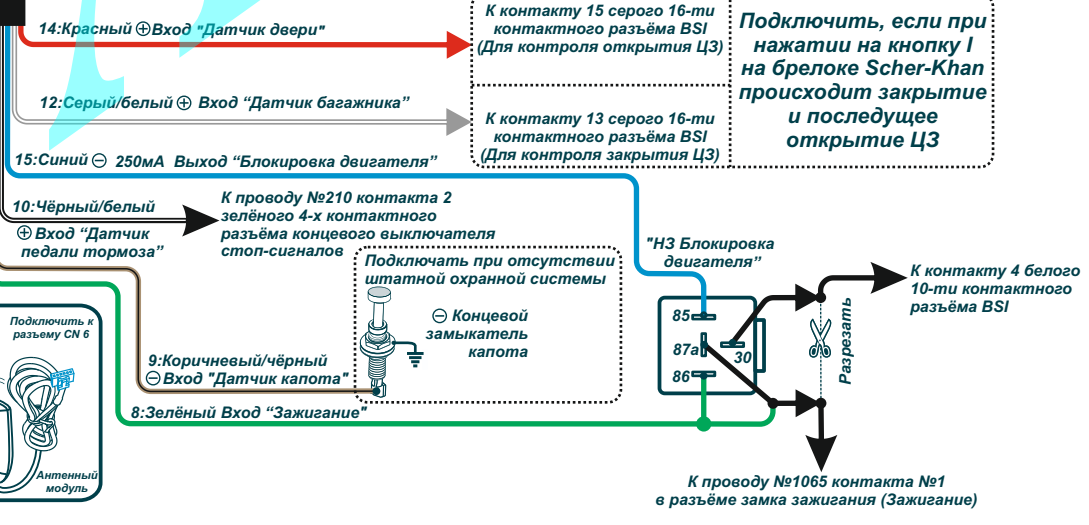 14:Красный ⊕Вход "Датчик двери"
К контакту 15 серого 16-ти
контактного разъёма BSI
(Для контроля открытия ЦЗ)
Подключить, если при
нажатии на кнопку I
на брелоке Scher-Khan
происходит закрытие
и последущее
открытие ЦЗ
12:Серый/белый ⊕ Вход “Датчик багажника”
К контакту 13 серого 16-ти
контактного разъёма BSI
(Для контроля закрытия ЦЗ)
15:Синий ⊖ 250мА Выход “Блокировка двигателя”
10:Чёрный/белый
⊕ Вход “Датчик
педали тормоза”
К проводу №210 контакта 2
зелёного 4-х контактного
разъёма концевого выключателя
стоп-сигналов
Подключать при отсутствии
штатной охранной системы
⊖ Концевой
замыкатель
капота
"НЗ Блокировка
двигателя”
85
87a
30
86
Разрезать
К контакту 4 белого
10-ти контактного
разъёма BSI
Подключить к
разъему CN 6
Антенный
модуль
9:Коричневый/чёрный
⊖ Вход "Датчик капота"
8:Зелёный Вход “Зажигание"
К проводу №1065 контакта №1
в разъёме замка зажигания (Зажигание)